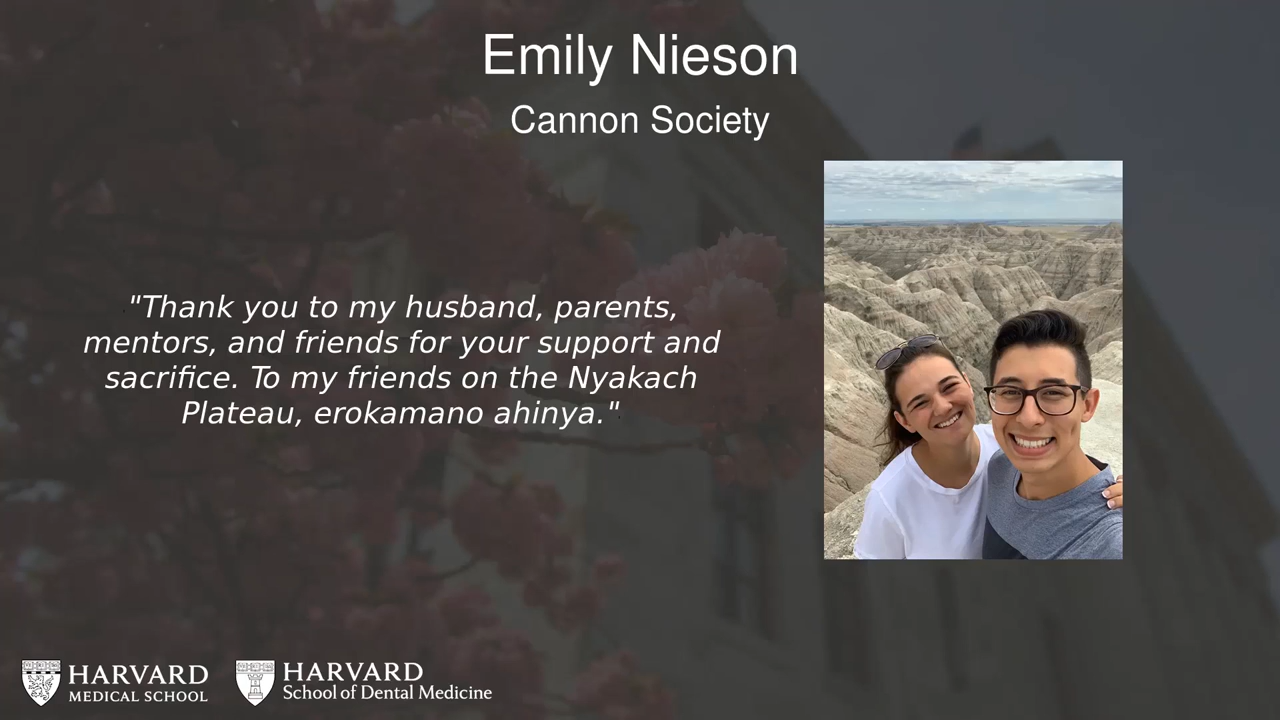 Emily Nieson
Cannon Society
"Thank you to my husband, parents,
mentors, and friends for your support and
sacrifice. To my friends on the Nyakach
Plateau, erokamano ahinya."
HARVARD
MEDICAL SCHOOL
HARVARD
School of Dental Medicine